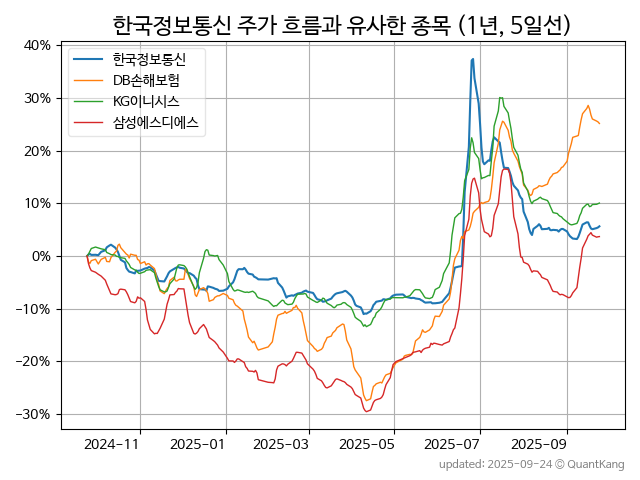 한국정보통신 주가 흐름과 유사한 종목 (1년, 5일선)
한국정보통신
DB손해보험
KG이니시스
삼성에스디에스
40%
30%
20%
10%
0%
−10%
−20%
−30%
2024-11
2025-01
2025-03
2025-05
2025-07
2025-09
updated: 2025-09-24 © QuantKang